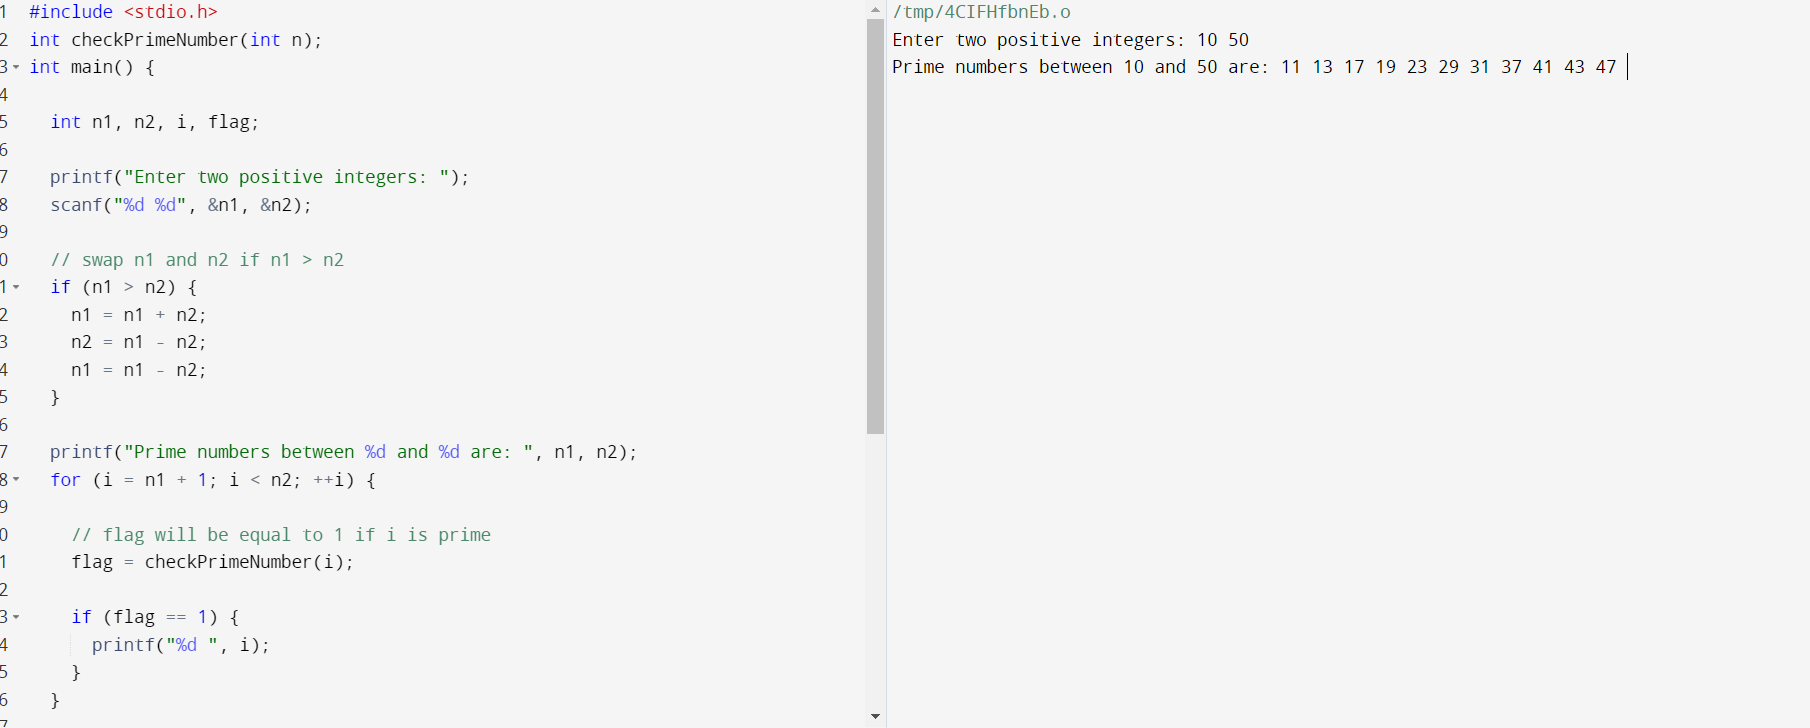 1 #include <stdio.h>
2 int checkPrimeNumber(int n);
3 int main() {
4
5 int n1, n2, i, flag;
6
7 printf("Enter two positive integers: ");
8 scanf("%d %d", &n1, &n2);
9
0 // swap n1 and n2 if n1 > n2
1 if (n1 > n2) {
2 n1 = n1 + n2;
3 n2 = n1 - n2;
4 n1 = n1 - n2;
5 }
6
7 printf("Prime numbers between %d and %d are: ", n1, n2);
8 for (i = n1 + 1; i < n2; ++i) {
9
0 // flag will be equal to 1 if i is prime
1 flag = checkPrimeNumber(i);
2
3 if (flag == 1) {
4 printf("%d ", i);
5 }
6 }
7
/tmp/4CIFHfbnEb.o
Enter two positive integers: 10 50
Prime numbers between 10 and 50 are: 11 13 17 19 23 29 31 37 41 43 47